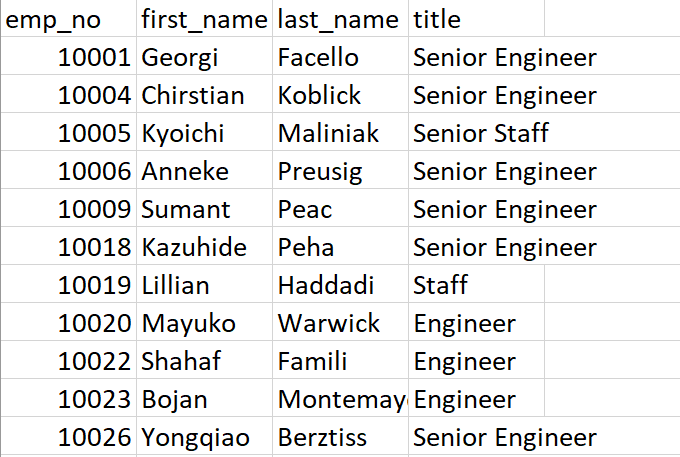 emp_no first_name last_name title
10001 Georgi Facello Senior Engineer
10004 Chirstian Koblick Senior Engineer
10005 Kyoichi Maliniak Senior Staff
10006 Anneke Preusig Senior Engineer
10009 Sumant Peac Senior Engineer
10018 Kazuhide Peha Senior Engineer
10019 Lillian Haddadi Staff
10020 Mayuko Warwick Engineer
10022 Shahaf Famili Engineer
10023 Bojan Montemay Engineer
10026 Yongqiao Berztiss Senior Engineer